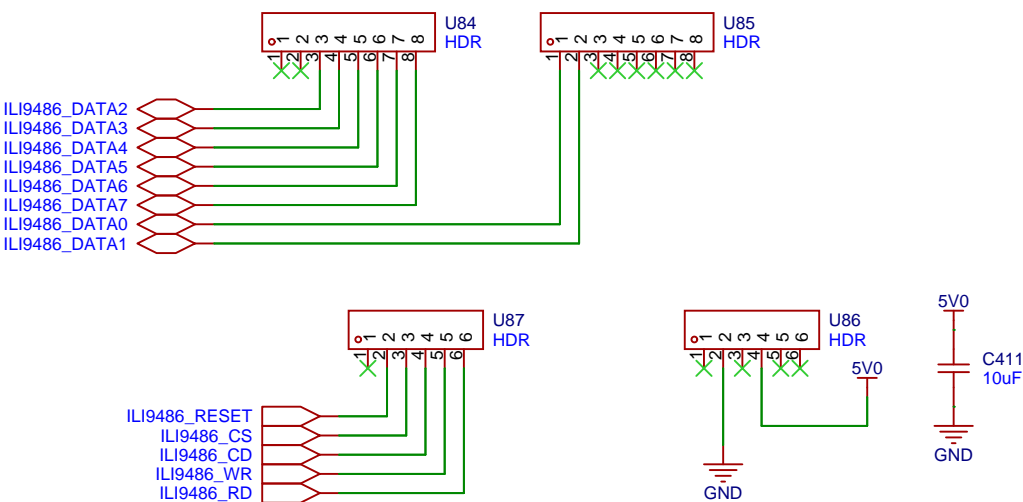 U84
HDR
1 2 3 4 5 6 7 8
1 2 3 4 5 6 7 8
U85
HDR
1 2 3 4 5 6 7 8
1 2 3 4 5 6 7 8
ILI9486_DATA2
ILI9486_DATA3
ILI9486_DATA4
ILI9486_DATA5
ILI9486_DATA6
ILI9486_DATA7
ILI9486_DATA0
ILI9486_DATA1
U87
HDR
1 2 3 4 5 6
1 2 3 4 5 6
ILI9486_RESET
ILI9486_CS
ILI9486_CD
ILI9486_WR
ILI9486_RD
U86
HDR
1 2 3 4 5 6
1 2 3 4 5 6
5V0
GND
5V0
C411
10uF
GND